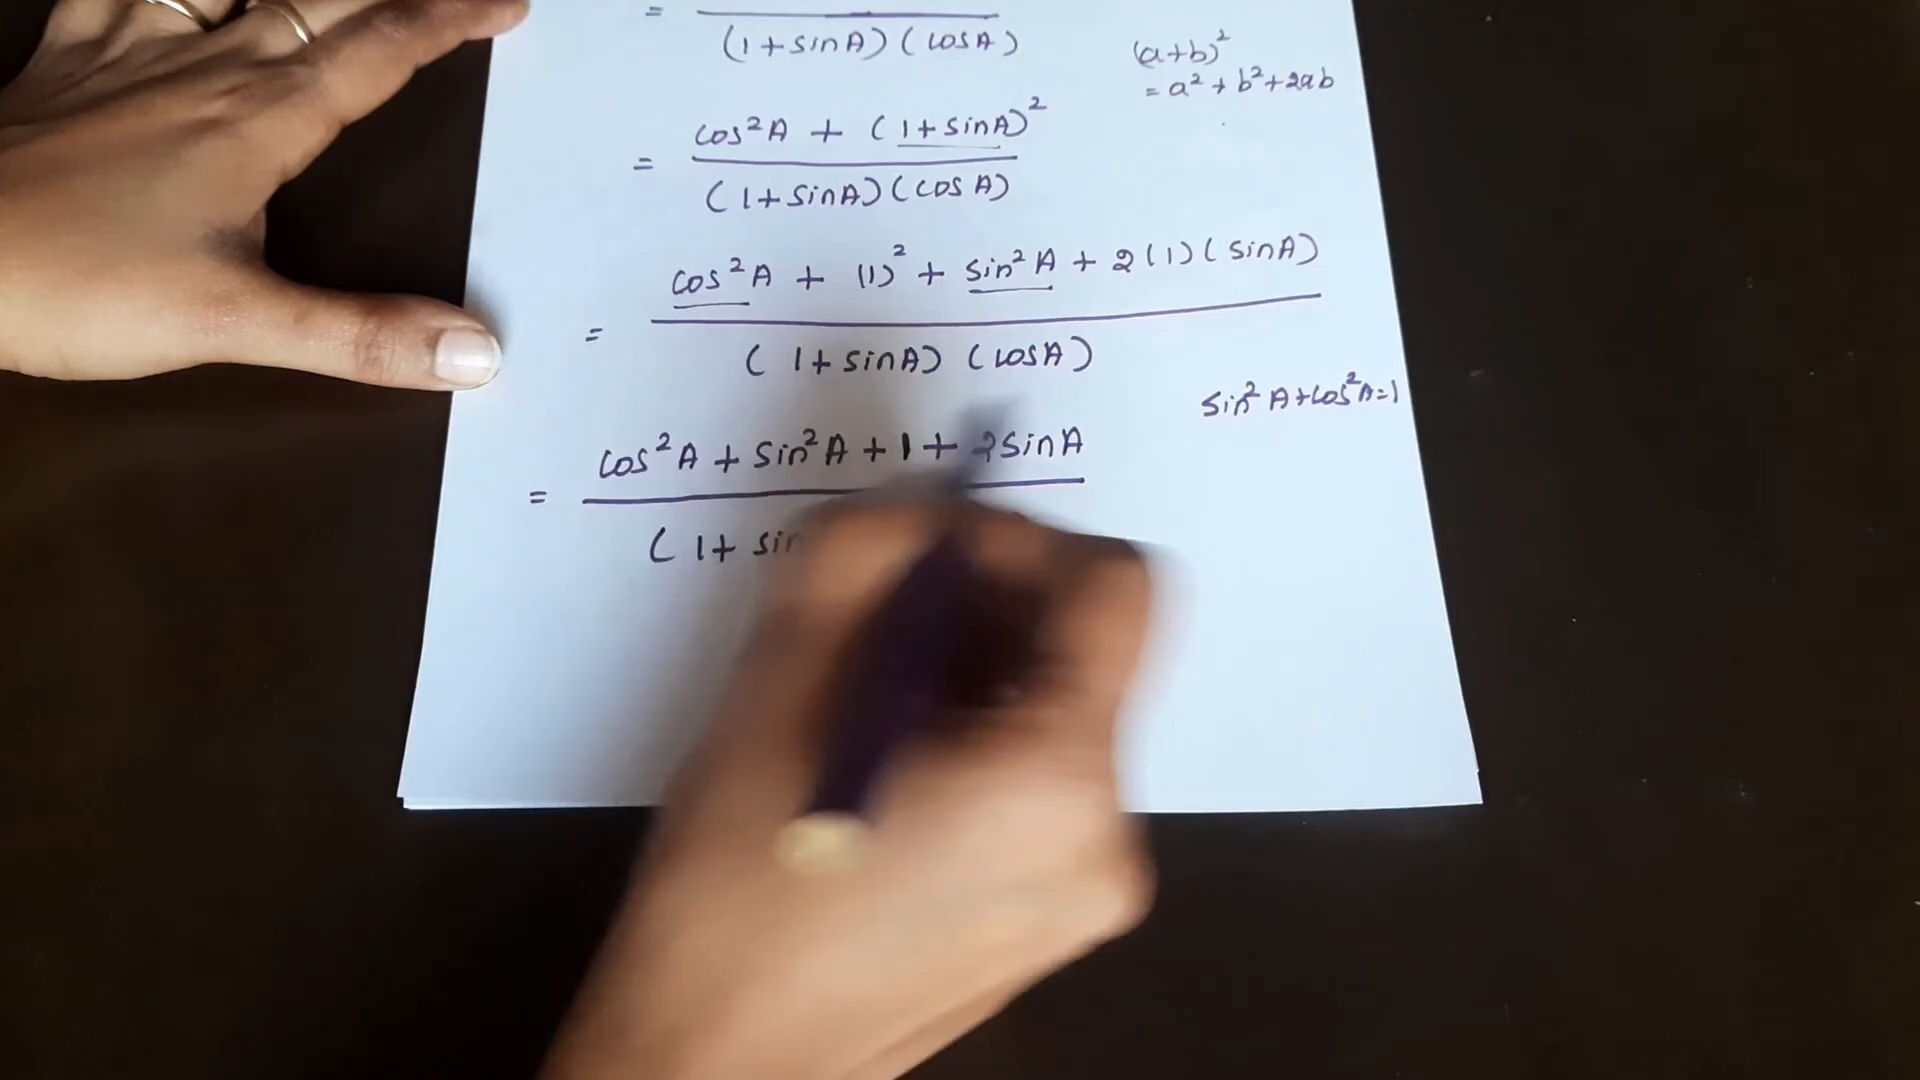 =
(1+sinA) (cosA)
(a+b)²
= a² + b² + 2ab
cos²A + (1+sinA)²
=
(1+sinA)(cosA)
cos²A + (1)² + sin²A + 2(1)(sinA)
=
(1+sinA) (cosA)
sin²A+cos²A=1
cos²A + sin²A + 1 + 2sinA
=
(1+ sin